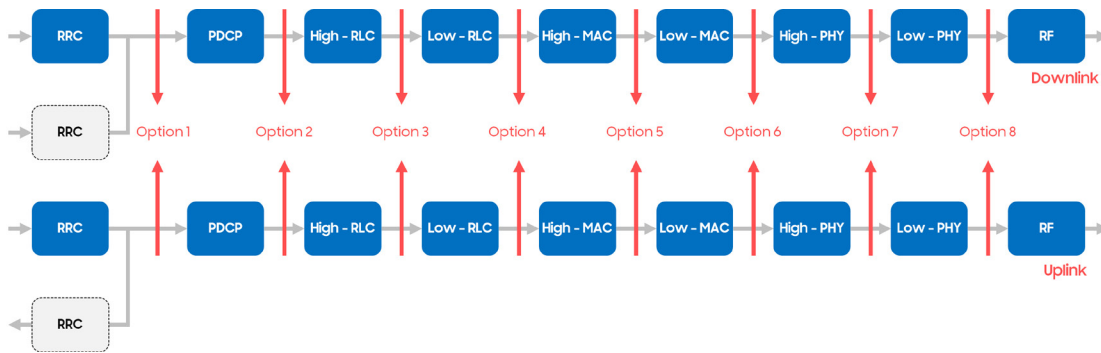 RRC
PDCP
High - RLC
Low - RLC
High - MAC
Low - MAC
High - PHY
Low - PHY
RF
Downlink
RRC
Option 1
Option 2
Option 3
Option 4
Option 5
Option 6
Option 7
Option 8
RRC
PDCP
High - RLC
Low - RLC
High - MAC
Low - MAC
High - PHY
Low - PHY
RF
Uplink
RRC